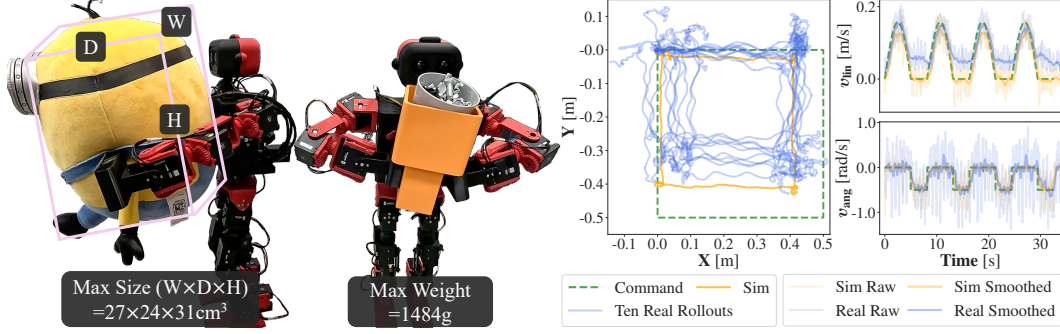 W
D
H
Max Size (W×D×H)
=27×24×31cm³
Max Weight
=1484g
0.1
-0.0
-0.1
-0.2
-0.3
-0.4
-0.5
Y [m]
-0.1
0.0
0.1
0.2
0.3
0.4
0.5
X [m]
Command
Sim
Ten Real Rollouts
0.2
0.0
v_lin [m/s]
0.0
-1.0
v_ang [rad/s]
0
10
20
30
Time [s]
Sim Raw
Sim Smoothed
Real Raw
Real Smoothed